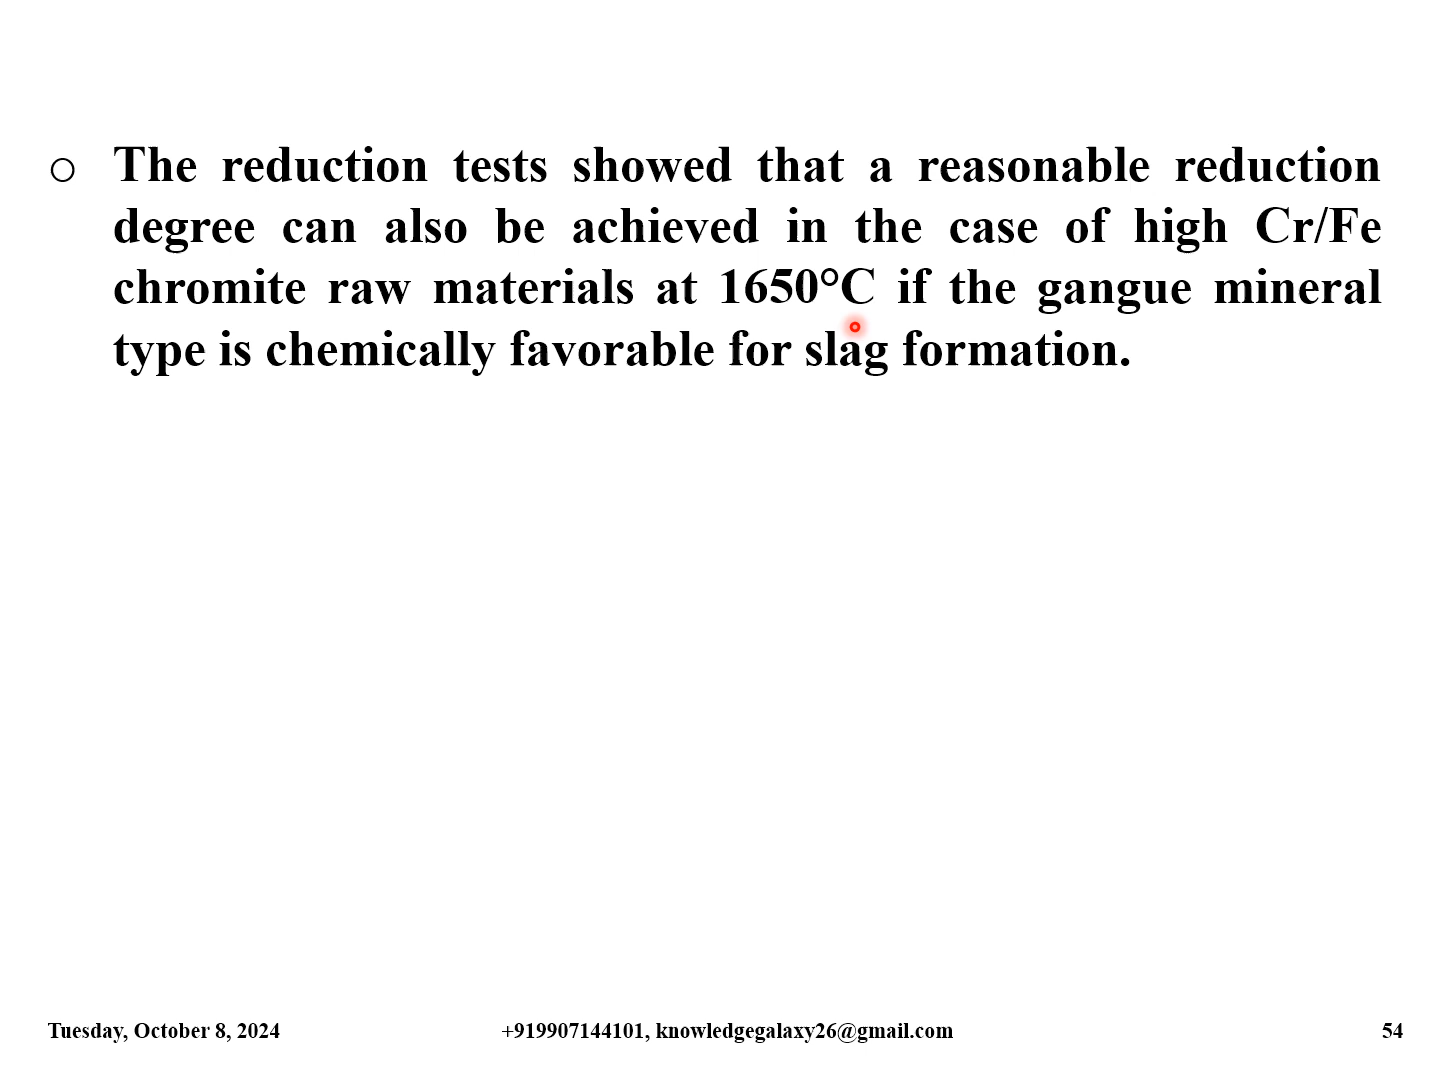 ○ The reduction tests showed that a reasonable reduction
degree can also be achieved in the case of high Cr/Fe
chromite raw materials at 1650°C if the gangue mineral
type is chemically favorable for slag formation.
Tuesday, October 8, 2024
+919907144101, knowledgegalaxy26@gmail.com
54